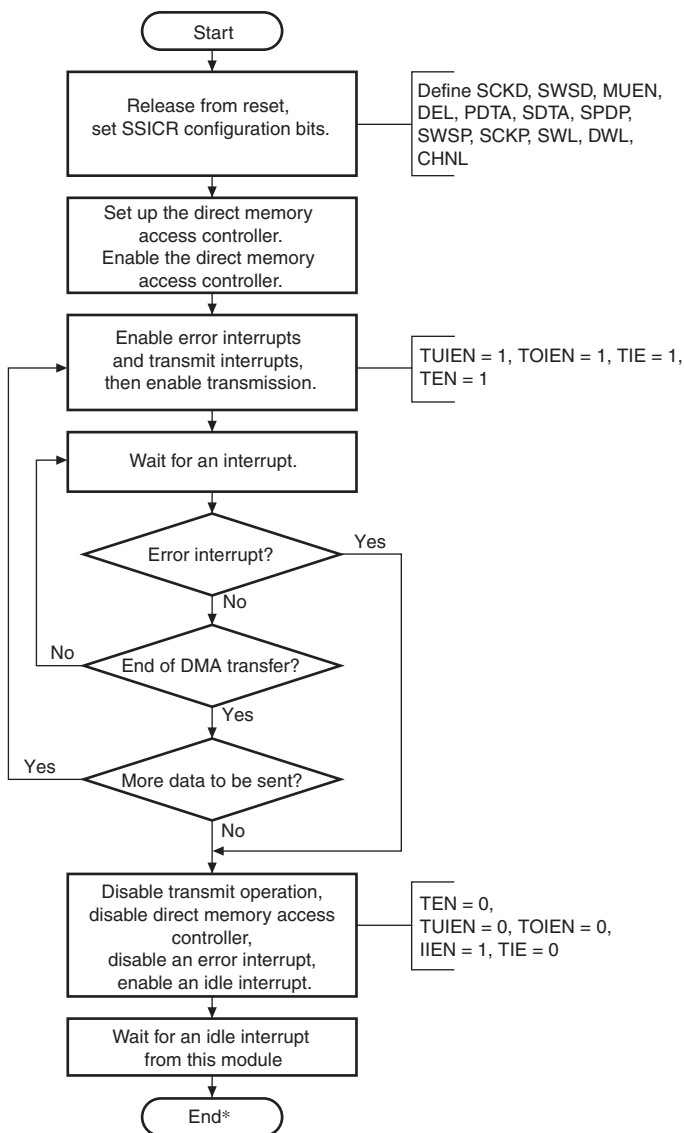 Start
Release from reset,
set SSICR configuration bits.
Define SCKD, SWSD, MUEN,
DEL, PDTA, SDTA, SPDP,
SWSP, SCKP, SWL, DWL,
CHNL
Set up the direct memory
access controller.
Enable the direct memory
access controller.
Enable error interrupts
and transmit interrupts,
then enable transmission.
TUIEN = 1, TOIEN = 1, TIE = 1,
TEN = 1
Wait for an interrupt.
Error interrupt?
Yes
No
End of DMA transfer?
No
Yes
More data to be sent?
Yes
No
Disable transmit operation,
disable direct memory access
controller,
disable an error interrupt,
enable an idle interrupt.
TEN = 0,
TUIEN = 0, TOIEN = 0,
IIEN = 1, TIE = 0
Wait for an idle interrupt
from this module
End*